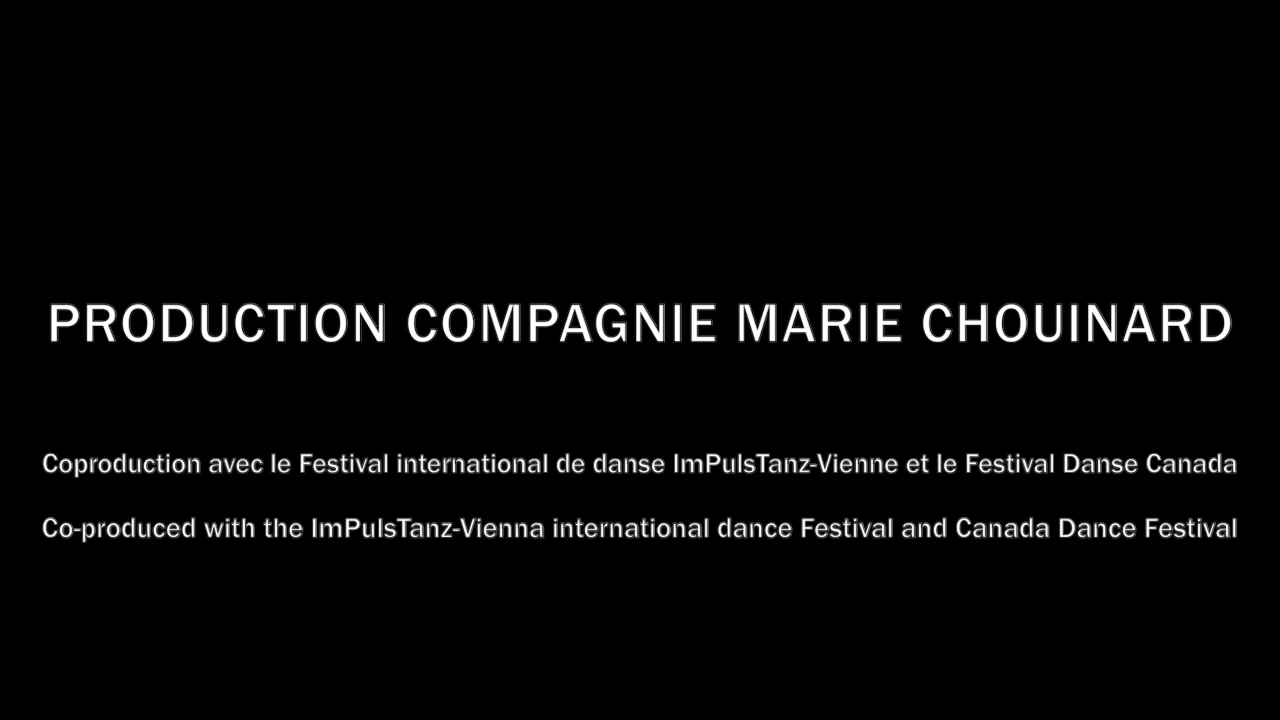 PRODUCTION COMPAGNIE MARIE CHOUINARD
Coproduction avec le Festival international de danse ImPulsTanz-Vienne et le Festival Danse Canada
Co-produced with the ImPulsTanz-Vienna international dance Festival and Canada Dance Festival